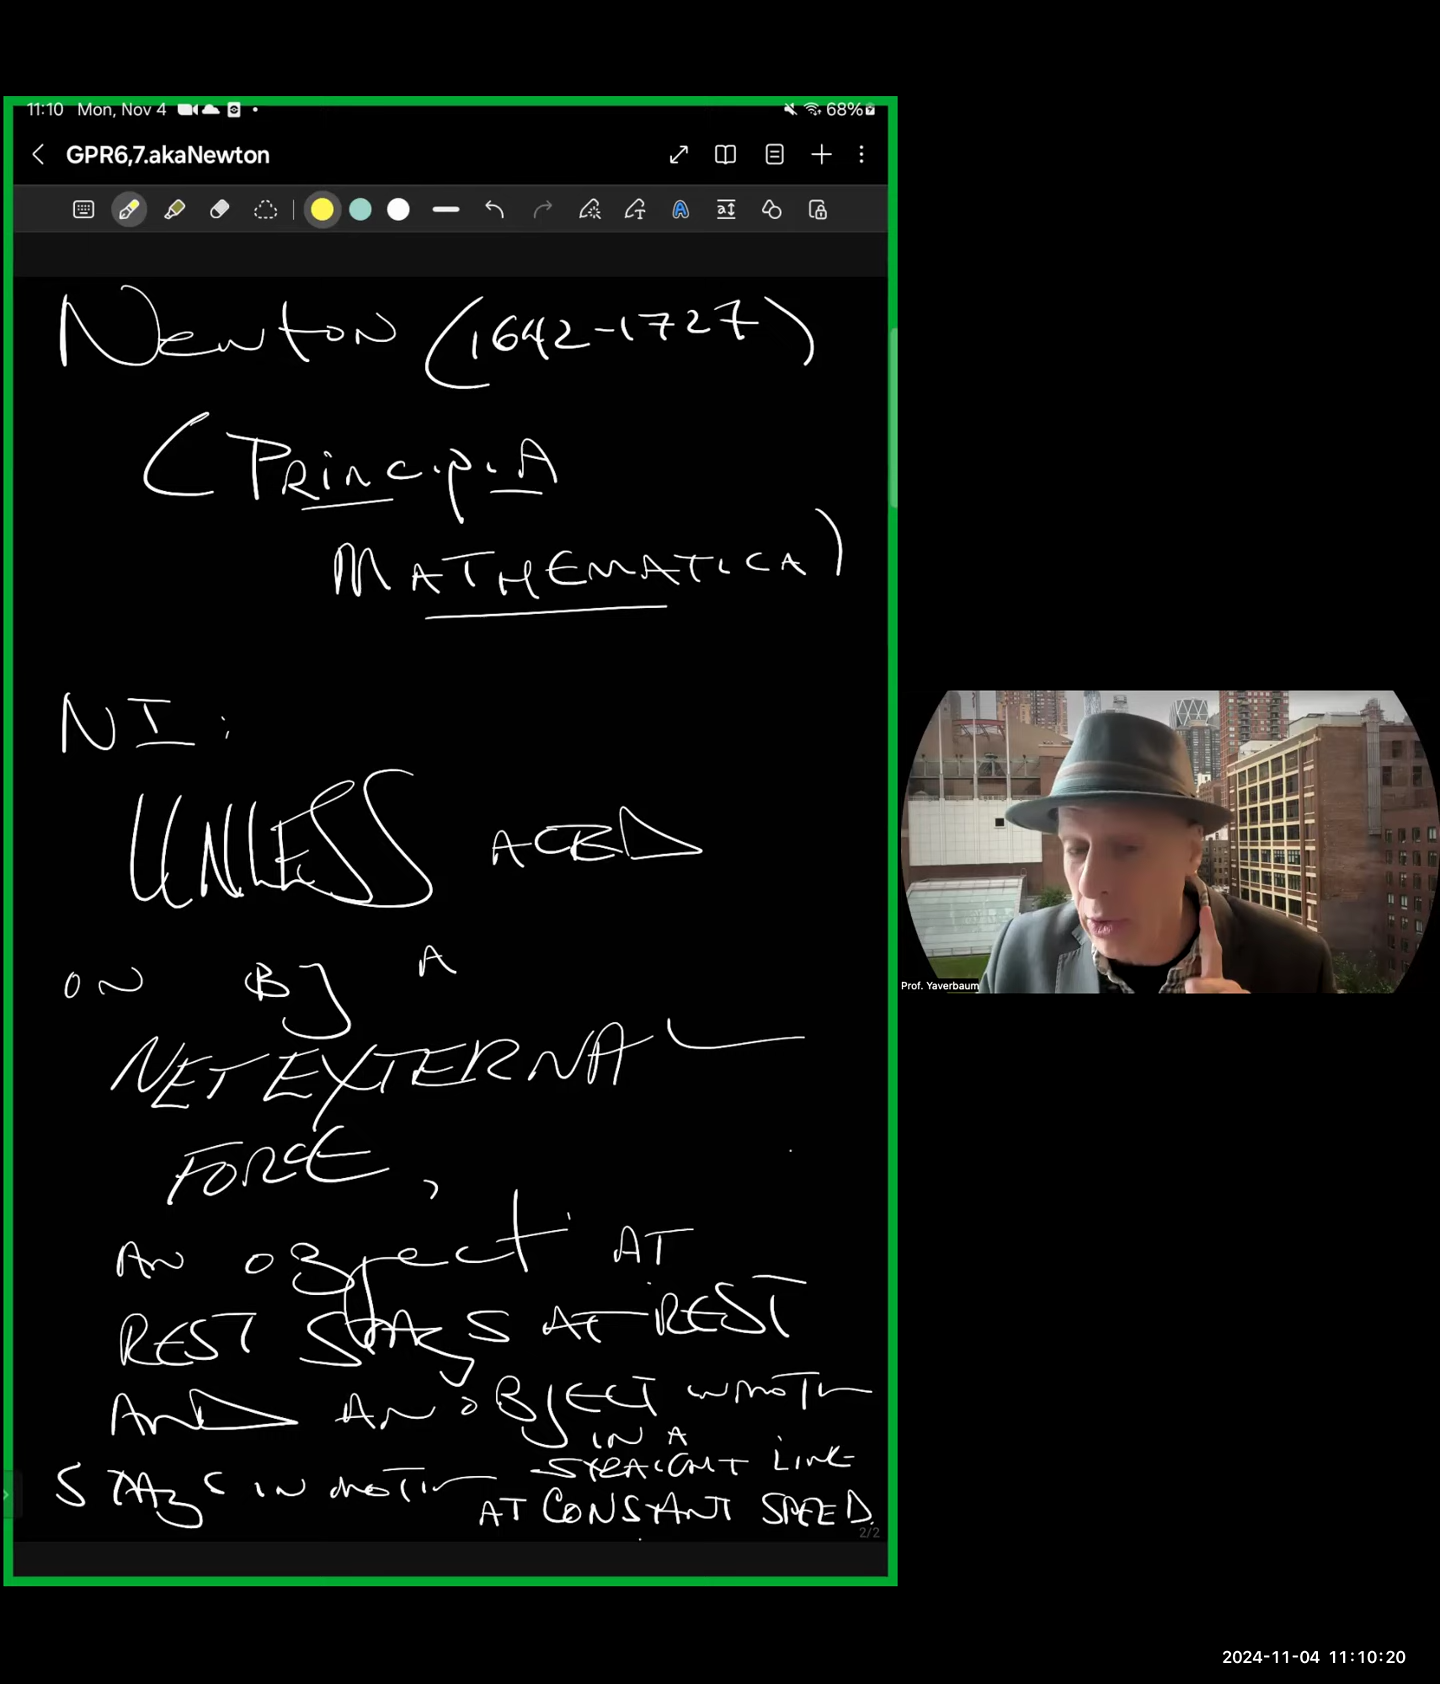 11:10 Mon, Nov 4
68%
GPR6,7.akaNewton
Newton (1642-1727)
(PRincipiA
MATHEMATICA)
NI:
UNLESS ACTED
ON By A
NET EXTERNAL
FORCE,
AN object AT
REST STAYS AT REST
AND AN OBJECT IN MOTION
STAYS IN MOTION IN A
STRAIGHT LINE
AT CONSTANT SPEED.
2/2
Prof. Yaverbaum
2024-11-04 11:10:20